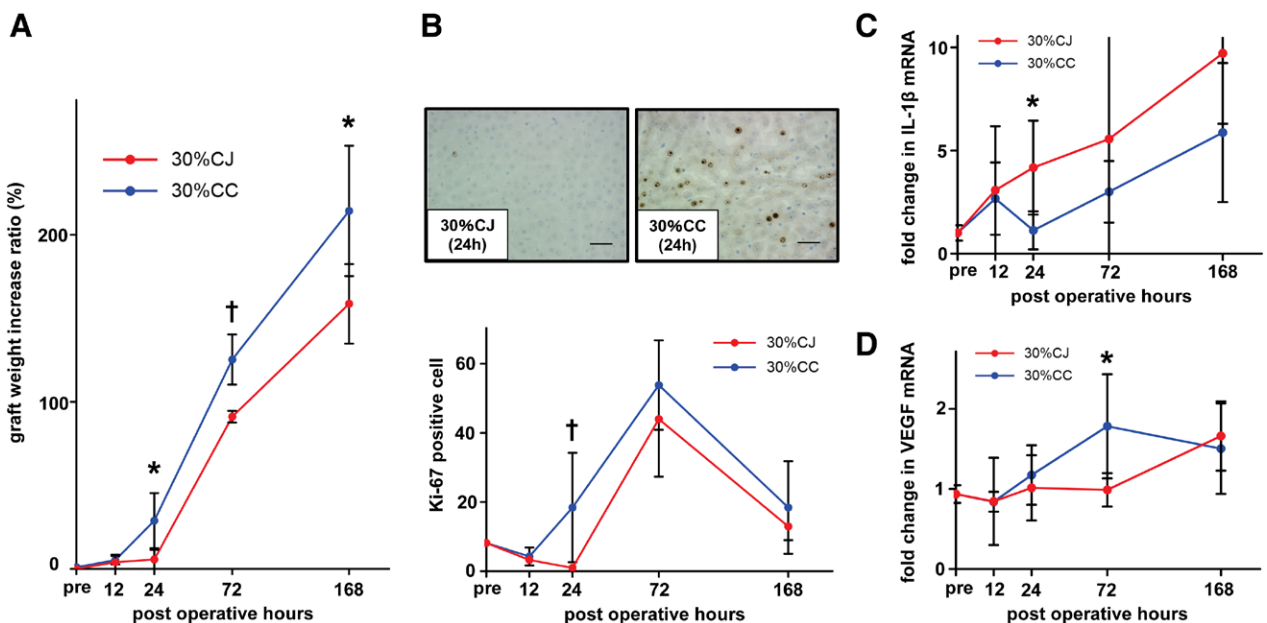 A
graft weight increase ratio (%)
30%CJ
30%CC
*
†
*
200
100
0
pre 12 24 72 168
post operative hours
B
30%CJ
(24h)
30%CC
(24h)
Ki-67 positive cell
30%CJ
30%CC
†
60
40
20
0
pre 12 24 72 168
post operative hours
C
fold change in IL-1β mRNA
30%CJ
30%CC
*
10
5
0
pre 12 24 72 168
post operative hours
D
fold change in VEGF mRNA
30%CJ
30%CC
*
2
1
0
pre 12 24 72 168
post operative hours